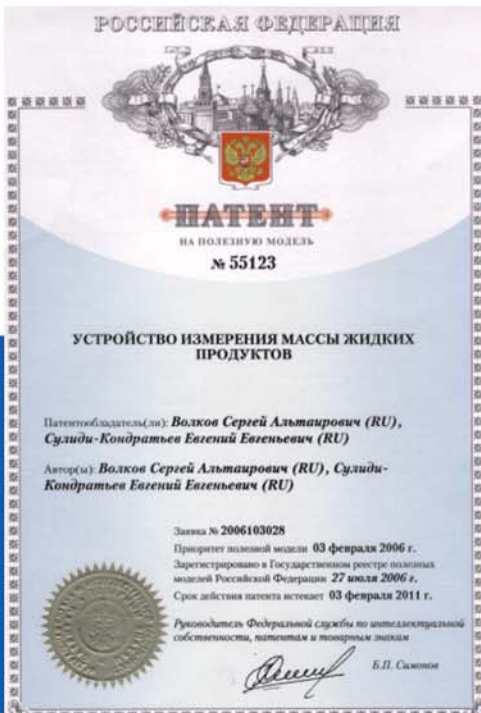 РОССИЙСКАЯ ФЕДЕРАЦИЯ
ПАТЕНТ
НА ПОЛЕЗНУЮ МОДЕЛЬ
№ 55123
УСТРОЙСТВО ИЗМЕРЕНИЯ МАССЫ ЖИДКИХ
ПРОДУКТОВ
Патентообладатель(ли): Волков Сергей Альтаирович (RU),
Сулиди-Кондратьев Евгений Евгеньевич (RU)
Автор(ы): Волков Сергей Альтаирович (RU), Сулиди-
Кондратьев Евгений Евгеньевич (RU)
Заявка № 2006103028
Приоритет полезной модели 03 февраля 2006 г.
Зарегистрировано в Государственном реестре полезных
моделей Российской Федерации 27 июля 2006 г.
Срок действия патента истекает 03 февраля 2011 г.
Руководитель Федеральной службы по интеллектуальной
собственности, патентам и товарным знакам
Б.П. Симонов